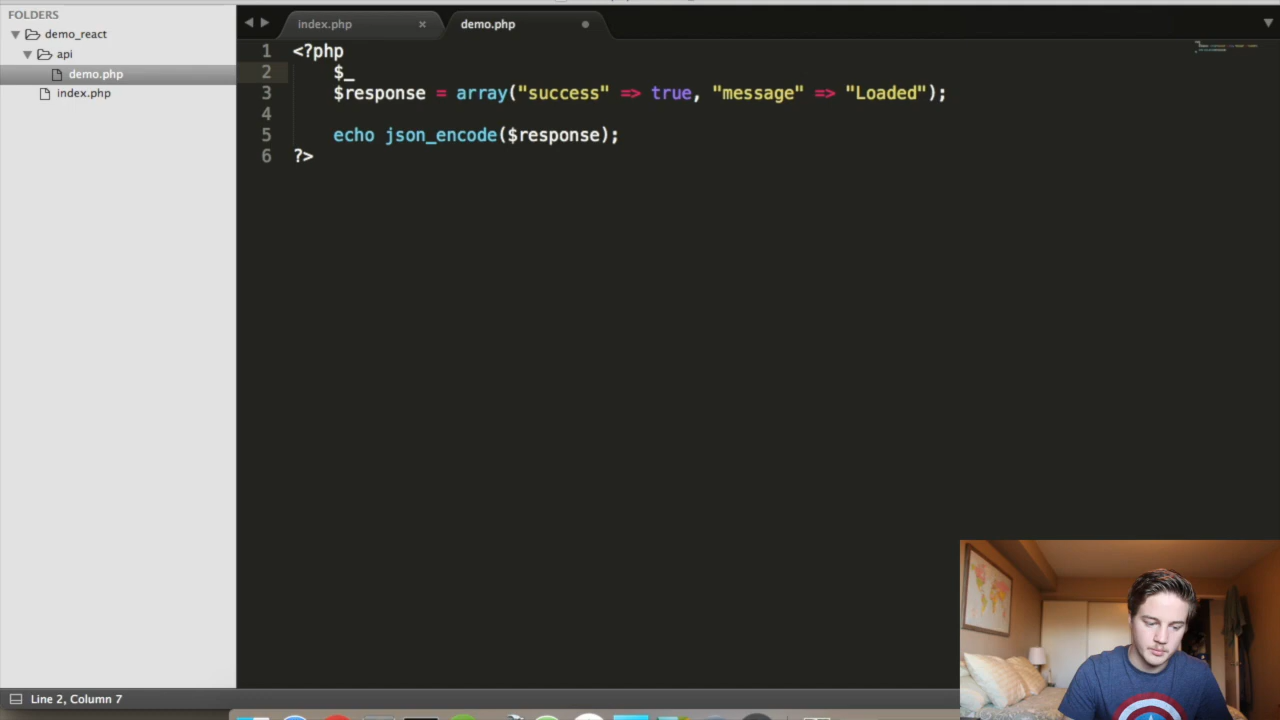 FOLDERS
demo_react
api
demo.php
index.php
index.php ×
demo.php
1 <?php
2 $_
3 $response = array("success" => true, "message" => "Loaded");
4
5 echo json_encode($response);
6 ?>
Line 2, Column 7